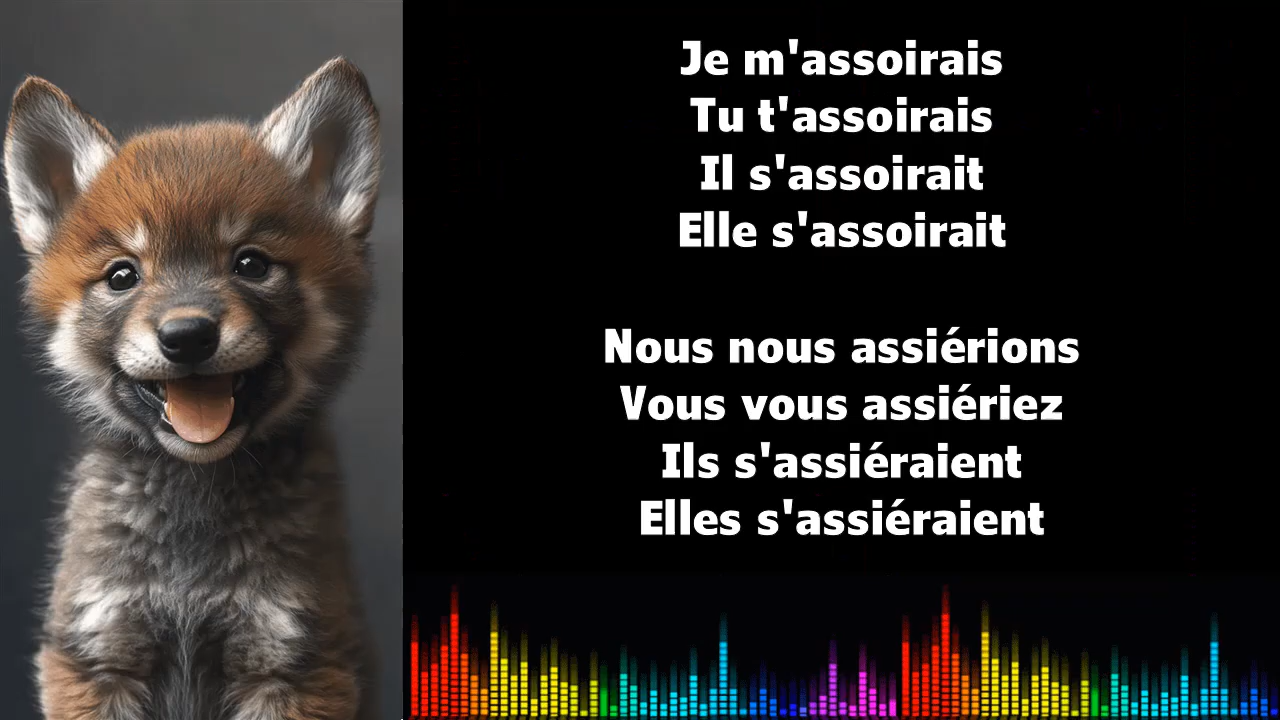 Je m'assoirais
Tu t'assoirais
Il s'assoirait
Elle s'assoirait
Nous nous assiérions
Vous vous assiériez
Ils s'assiéraient
Elles s'assiéraient